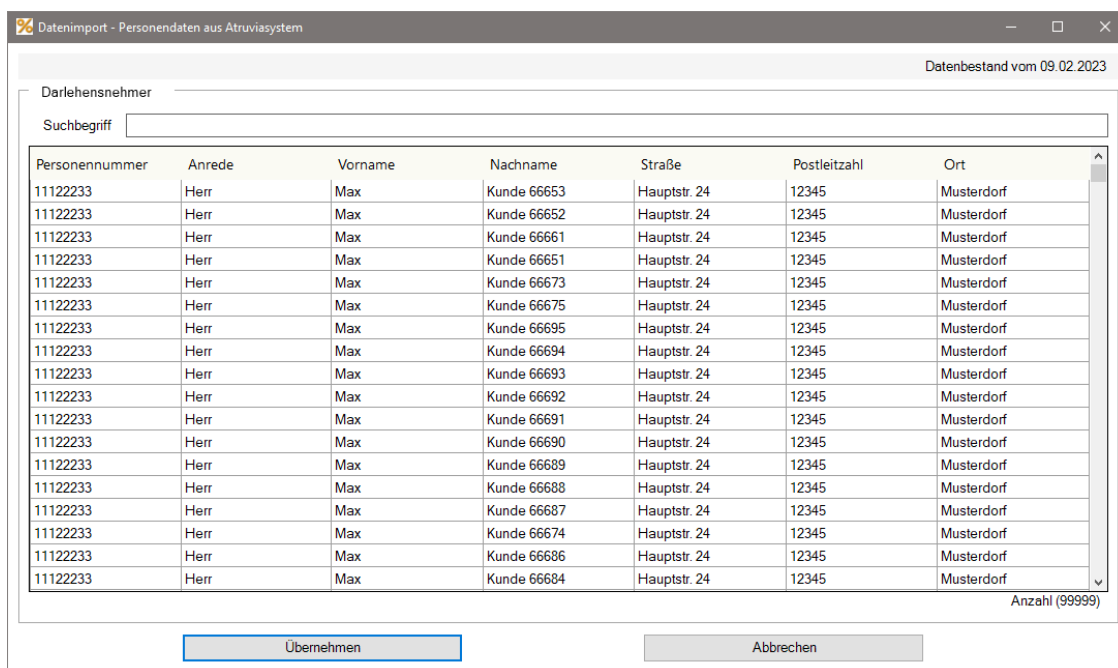 Datenimport - Personendaten aus Atruviasystem
Datenbestand vom 09.02.2023
Darlehensnehmer
Suchbegriff
Personennummer Anrede Vorname Nachname Straße Postleitzahl Ort
11122233 Herr Max Kunde 66653 Hauptstr. 24 12345 Musterdorf
11122233 Herr Max Kunde 66652 Hauptstr. 24 12345 Musterdorf
11122233 Herr Max Kunde 66661 Hauptstr. 24 12345 Musterdorf
11122233 Herr Max Kunde 66651 Hauptstr. 24 12345 Musterdorf
11122233 Herr Max Kunde 66673 Hauptstr. 24 12345 Musterdorf
11122233 Herr Max Kunde 66675 Hauptstr. 24 12345 Musterdorf
11122233 Herr Max Kunde 66695 Hauptstr. 24 12345 Musterdorf
11122233 Herr Max Kunde 66694 Hauptstr. 24 12345 Musterdorf
11122233 Herr Max Kunde 66693 Hauptstr. 24 12345 Musterdorf
11122233 Herr Max Kunde 66692 Hauptstr. 24 12345 Musterdorf
11122233 Herr Max Kunde 66691 Hauptstr. 24 12345 Musterdorf
11122233 Herr Max Kunde 66690 Hauptstr. 24 12345 Musterdorf
11122233 Herr Max Kunde 66689 Hauptstr. 24 12345 Musterdorf
11122233 Herr Max Kunde 66688 Hauptstr. 24 12345 Musterdorf
11122233 Herr Max Kunde 66687 Hauptstr. 24 12345 Musterdorf
11122233 Herr Max Kunde 66674 Hauptstr. 24 12345 Musterdorf
11122233 Herr Max Kunde 66686 Hauptstr. 24 12345 Musterdorf
11122233 Herr Max Kunde 66684 Hauptstr. 24 12345 Musterdorf
Anzahl (99999)
Übernehmen Abbrechen